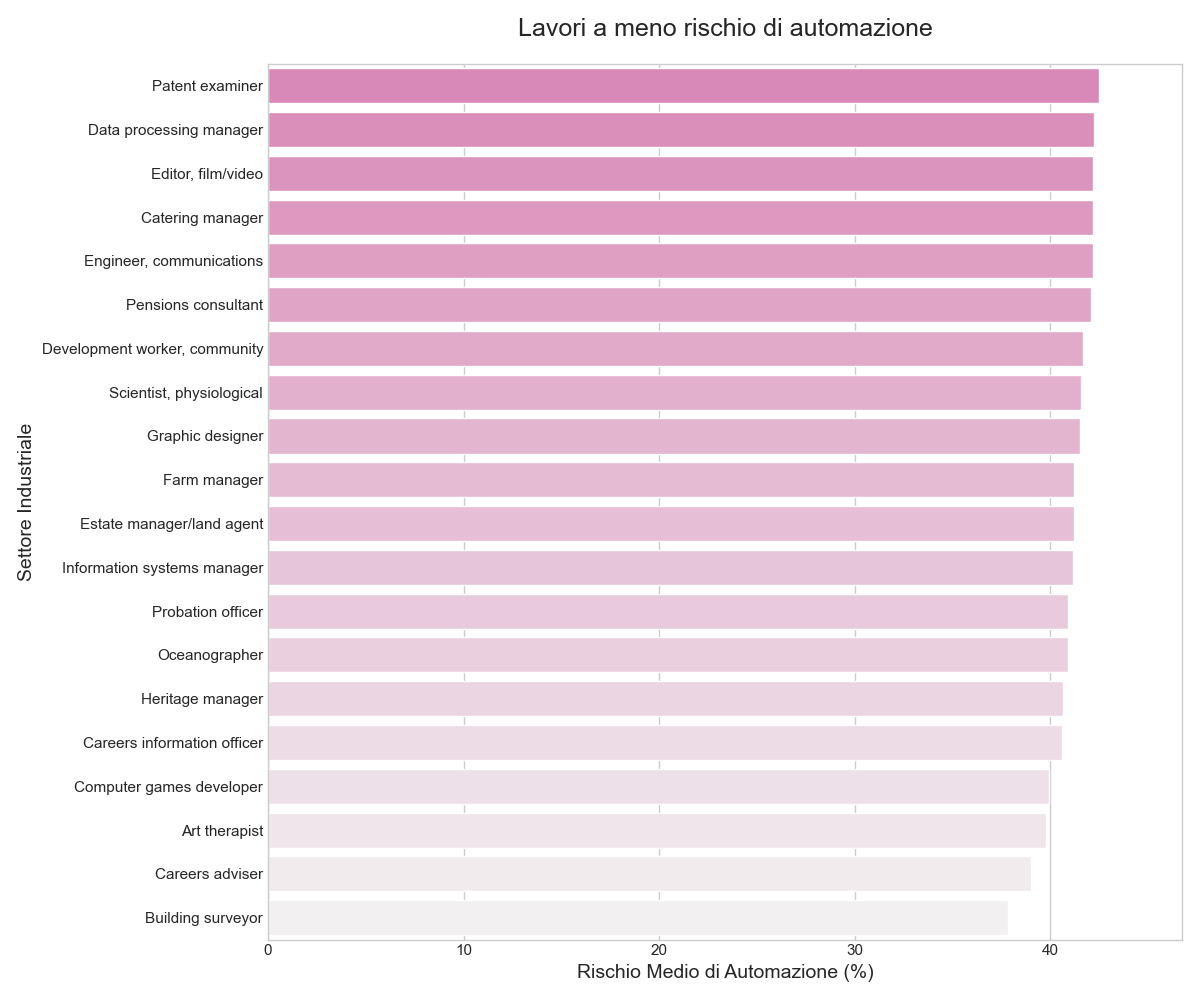 Lavori a meno rischio di automazione
Patent examiner
Data processing manager
Editor, film/video
Catering manager
Engineer, communications
Pensions consultant
Development worker, community
Scientist, physiological
Graphic designer
Farm manager
Estate manager/land agent
Information systems manager
Probation officer
Oceanographer
Heritage manager
Careers information officer
Computer games developer
Art therapist
Careers adviser
Building surveyor
Settore Industriale
0 10 20 30 40
Rischio Medio di Automazione (%)